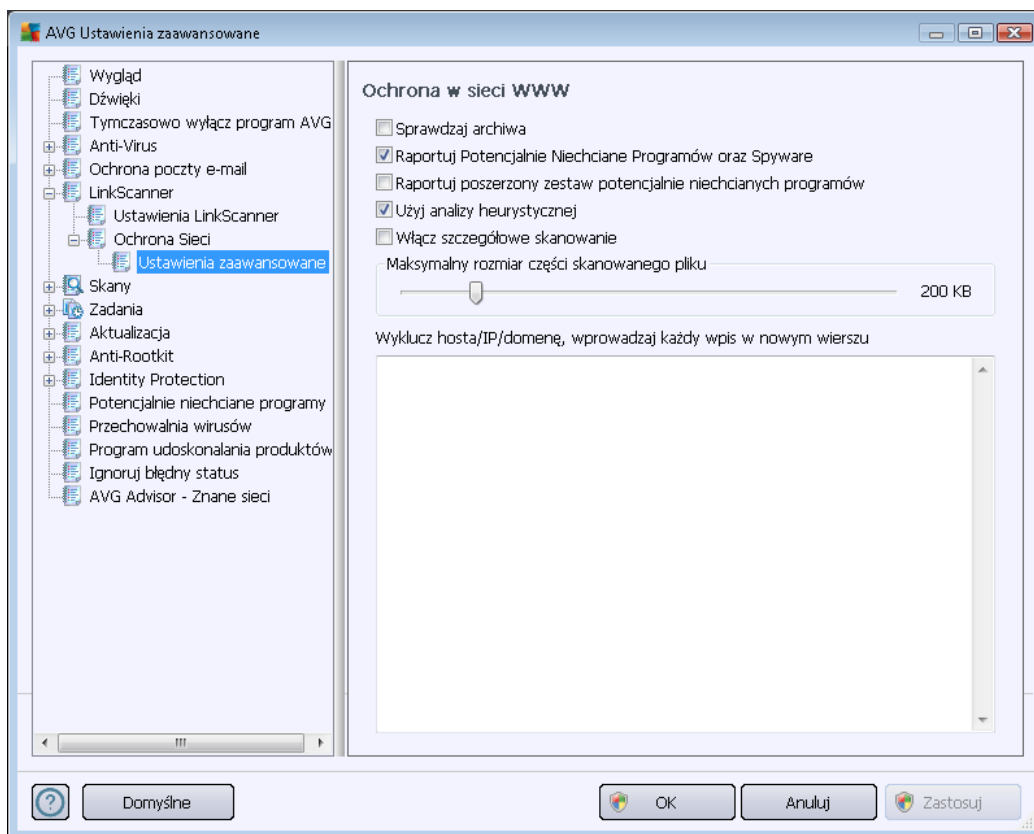 AVG Ustawienia zaawansowane
Wygląd
Dźwięki
Tymczasowo wyłącz program AVG
Anti-Virus
Ochrona poczty e-mail
LinkScanner
Ustawienia LinkScanner
Ochrona Sieci
Ustawienia zaawansowane
Skany
Zadania
Aktualizacja
Anti-Rootkit
Identity Protection
Potencjalnie niechciane programy
Przechowalnia wirusów
Program udoskonalania produktów
Ignoruj błędny status
AVG Advisor - Znane sieci
Ochrona w sieci WWW
Sprawdzaj archiwa
Raportuj Potencjalnie Niechciane Programów oraz Spyware
Raportuj poszerzony zestaw potencjalnie niechcianych programów
Użyj analizy heurystycznej
Włącz szczegółowe skanowanie
Maksymalny rozmiar części skanowanego pliku
200 KB
Wyklucz hosta/IP/domenę, wprowadzaj każdy wpis w nowym wierszu
Domyślne
OK
Anuluj
Zastosuj